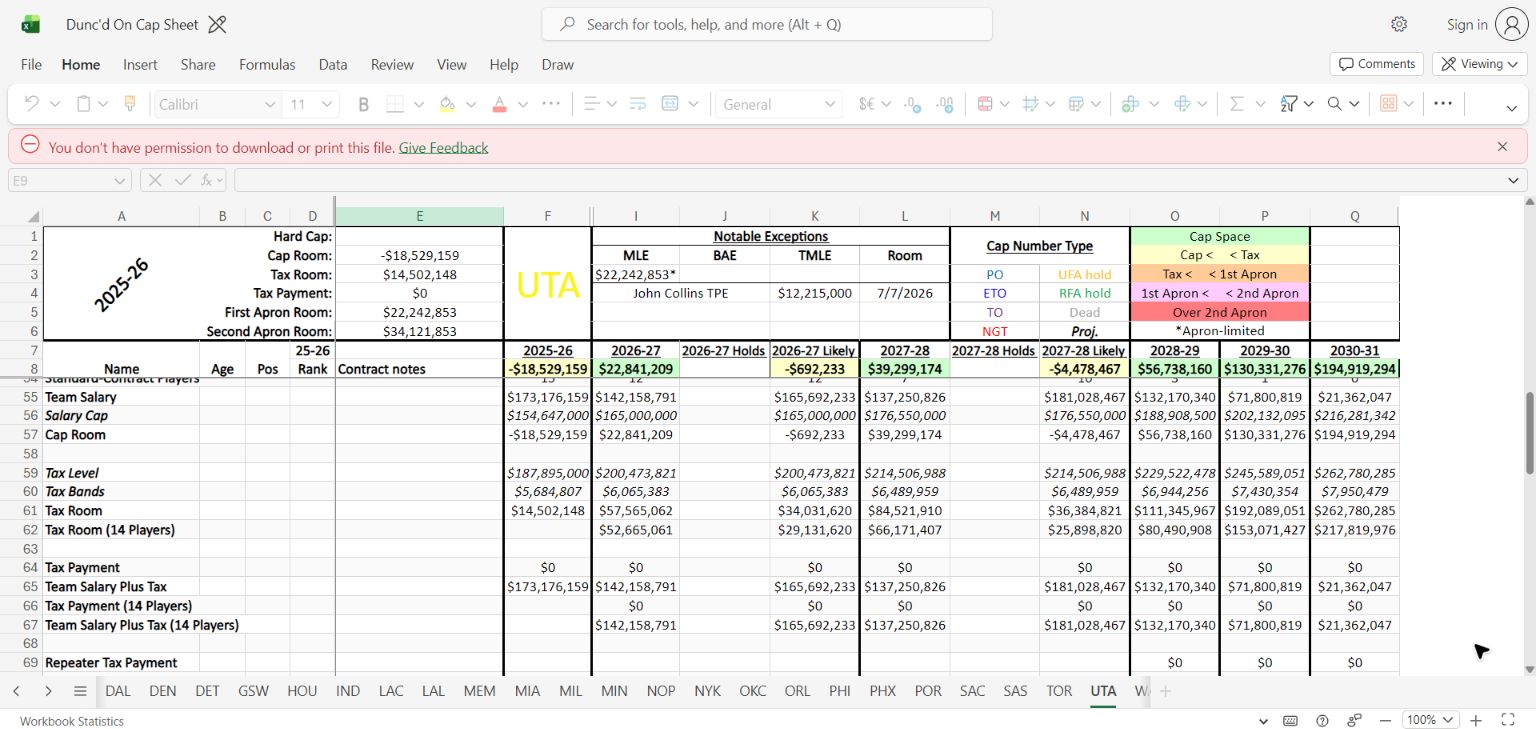 Dunc'd On Cap Sheet
Search for tools, help, and more (Alt + Q)
Sign in
File Home Insert Share Formulas Data Review View Help Draw
Comments Viewing
Calibri 11 B General $€
You don't have permission to download or print this file. Give Feedback
E9 fx
A B C D E F I J K L M N O P Q
1 Hard Cap: Notable Exceptions Cap Space
2 Cap Room: -$18,529,159 MLE BAE TMLE Room Cap Number Type Cap < < Tax
3 2025-26 Tax Room: $14,502,148 UTA $22,242,853* PO UFA hold Tax < < 1st Apron
4 Tax Payment: $0 John Collins TPE $12,215,000 7/7/2026 ETO RFA hold 1st Apron < < 2nd Apron
5 First Apron Room: $22,242,853 TO Dead Over 2nd Apron
6 Second Apron Room: $34,121,853 NGT Proj. *Apron-limited
7 25-26 2025-26 2026-27 2026-27 Holds 2026-27 Likely 2027-28 2027-28 Holds 2027-28 Likely 2028-29 2029-30 2030-31
8 Name Age Pos Rank Contract notes -$18,529,159 $22,841,209 -$692,233 $39,299,174 -$4,478,467 $56,738,160 $130,331,276 $194,919,294
54 Standard-Contract Players 15 12 12 7 10 3 1 0
55 Team Salary $173,176,159 $142,158,791 $165,692,233 $137,250,826 $181,028,467 $132,170,340 $71,800,819 $21,362,047
56 Salary Cap $154,647,000 $165,000,000 $165,000,000 $176,550,000 $176,550,000 $188,908,500 $202,132,095 $216,281,342
57 Cap Room -$18,529,159 $22,841,209 -$692,233 $39,299,174 -$4,478,467 $56,738,160 $130,331,276 $194,919,294
58
59 Tax Level $187,895,000 $200,473,821 $200,473,821 $214,506,988 $214,506,988 $229,522,478 $245,589,051 $262,780,285
60 Tax Bands $5,684,807 $6,065,383 $6,065,383 $6,489,959 $6,489,959 $6,944,256 $7,430,354 $7,950,479
61 Tax Room $14,502,148 $57,565,062 $34,031,620 $84,521,910 $36,384,821 $111,345,967 $192,089,051 $262,780,285
62 Tax Room (14 Players) $52,665,061 $29,131,620 $66,171,407 $25,898,820 $80,490,908 $153,071,427 $217,819,976
63
64 Tax Payment $0 $0 $0 $0 $0 $0 $0 $0
65 Team Salary Plus Tax $173,176,159 $142,158,791 $165,692,233 $137,250,826 $181,028,467 $132,170,340 $71,800,819 $21,362,047
66 Tax Payment (14 Players) $0 $0 $0 $0 $0 $0 $0
67 Team Salary Plus Tax (14 Players) $142,158,791 $165,692,233 $137,250,826 $181,028,467 $132,170,340 $71,800,819 $21,362,047
68
69 Repeater Tax Payment $0 $0 $0
DAL DEN DET GSW HOU IND LAC LAL MEM MIA MIL MIN NOP NYK OKC ORL PHI PHX POR SAC SAS TOR UTA W
Workbook Statistics 100%